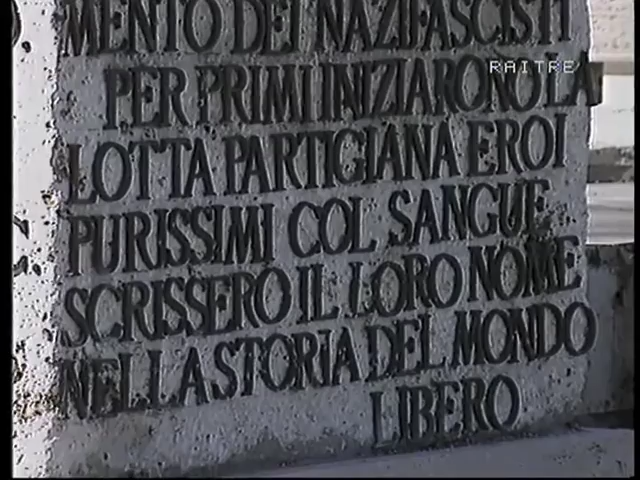 MENTO DEI NAZIFASCISTI
RAITRE
PER PRIMI INIZIARONO LA
LOTTA PARTIGIANA EROI
PURISSIMI COL SANGUE
SCRISSERO IL LORO NOME
NELLA STORIA DEL MONDO
LIBERO